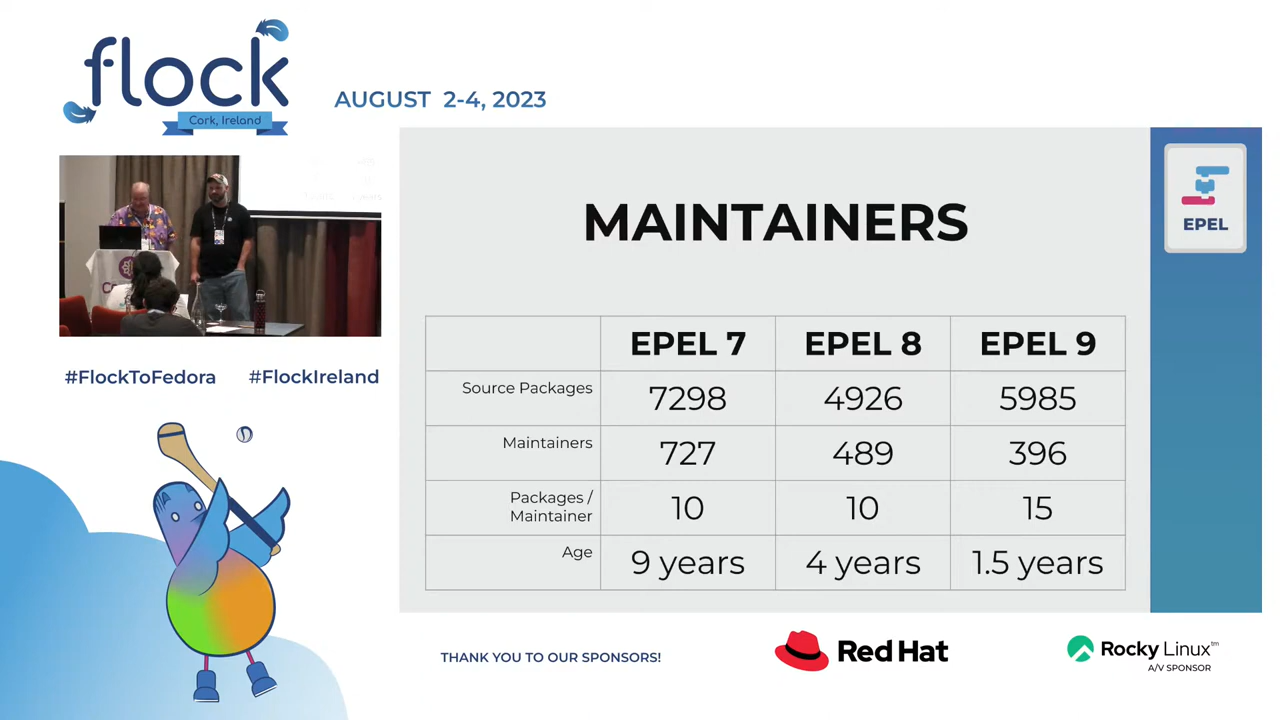 flock
Cork, Ireland
AUGUST 2-4, 2023
#FlockToFedora #FlockIreland
MAINTAINERS
EPEL
EPEL 7 EPEL 8 EPEL 9
Source Packages 7298 4926 5985
Maintainers 727 489 396
Packages / Maintainer 10 10 15
Age 9 years 4 years 1.5 years
THANK YOU TO OUR SPONSORS!
Red Hat
Rocky Linux™
A/V SPONSOR